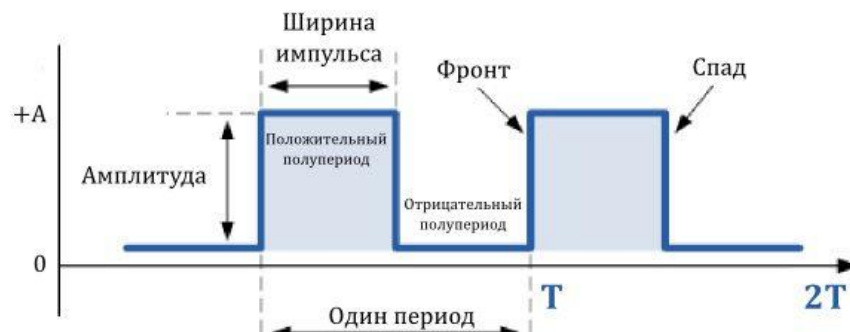 Ширина
импульса
Фронт
Спад
+А
Положительный
полупериод
Амплитуда
Отрицательный
полупериод
0
T
2T
Один период